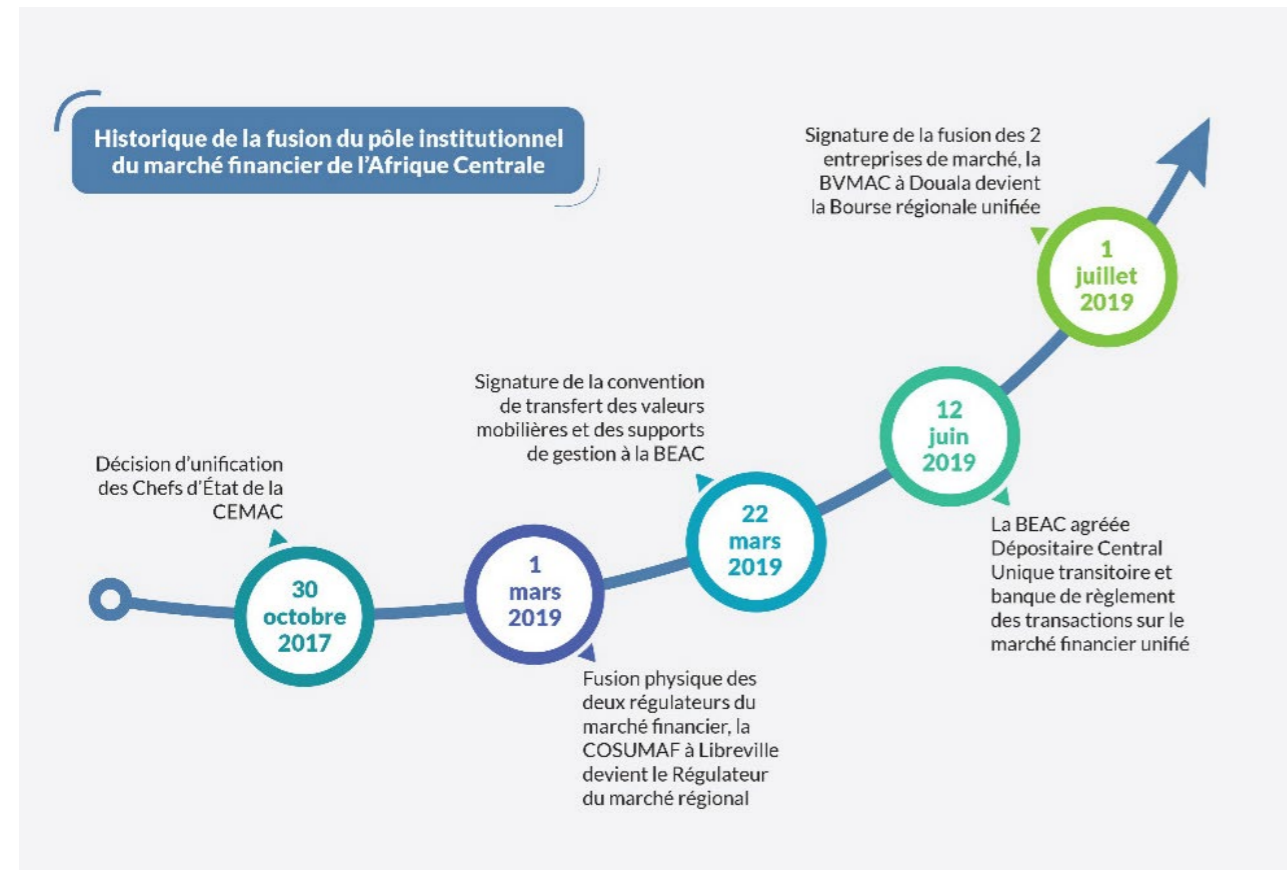 Historique de la fusion du pôle institutionnel
du marché financier de l'Afrique Centrale
Décision d'unification
des Chefs d'État de la
CEMAC
30
octobre
2017
1
mars
2019
Fusion physique des
deux régulateurs du
marché financier, la
COSUMAF à Libreville
devient le Régulateur
du marché régional
Signature de la convention
de transfert des valeurs
mobilières et des supports
de gestion à la BEAC
22
mars
2019
12
juin
2019
La BEAC agréée
Dépositaire Central
Unique transitoire et
banque de règlement
des transactions sur le
marché financier unifié
Signature de la fusion des 2
entreprises de marché, la
BVMAC à Douala devient
la Bourse régionale unifiée
1
juillet
2019